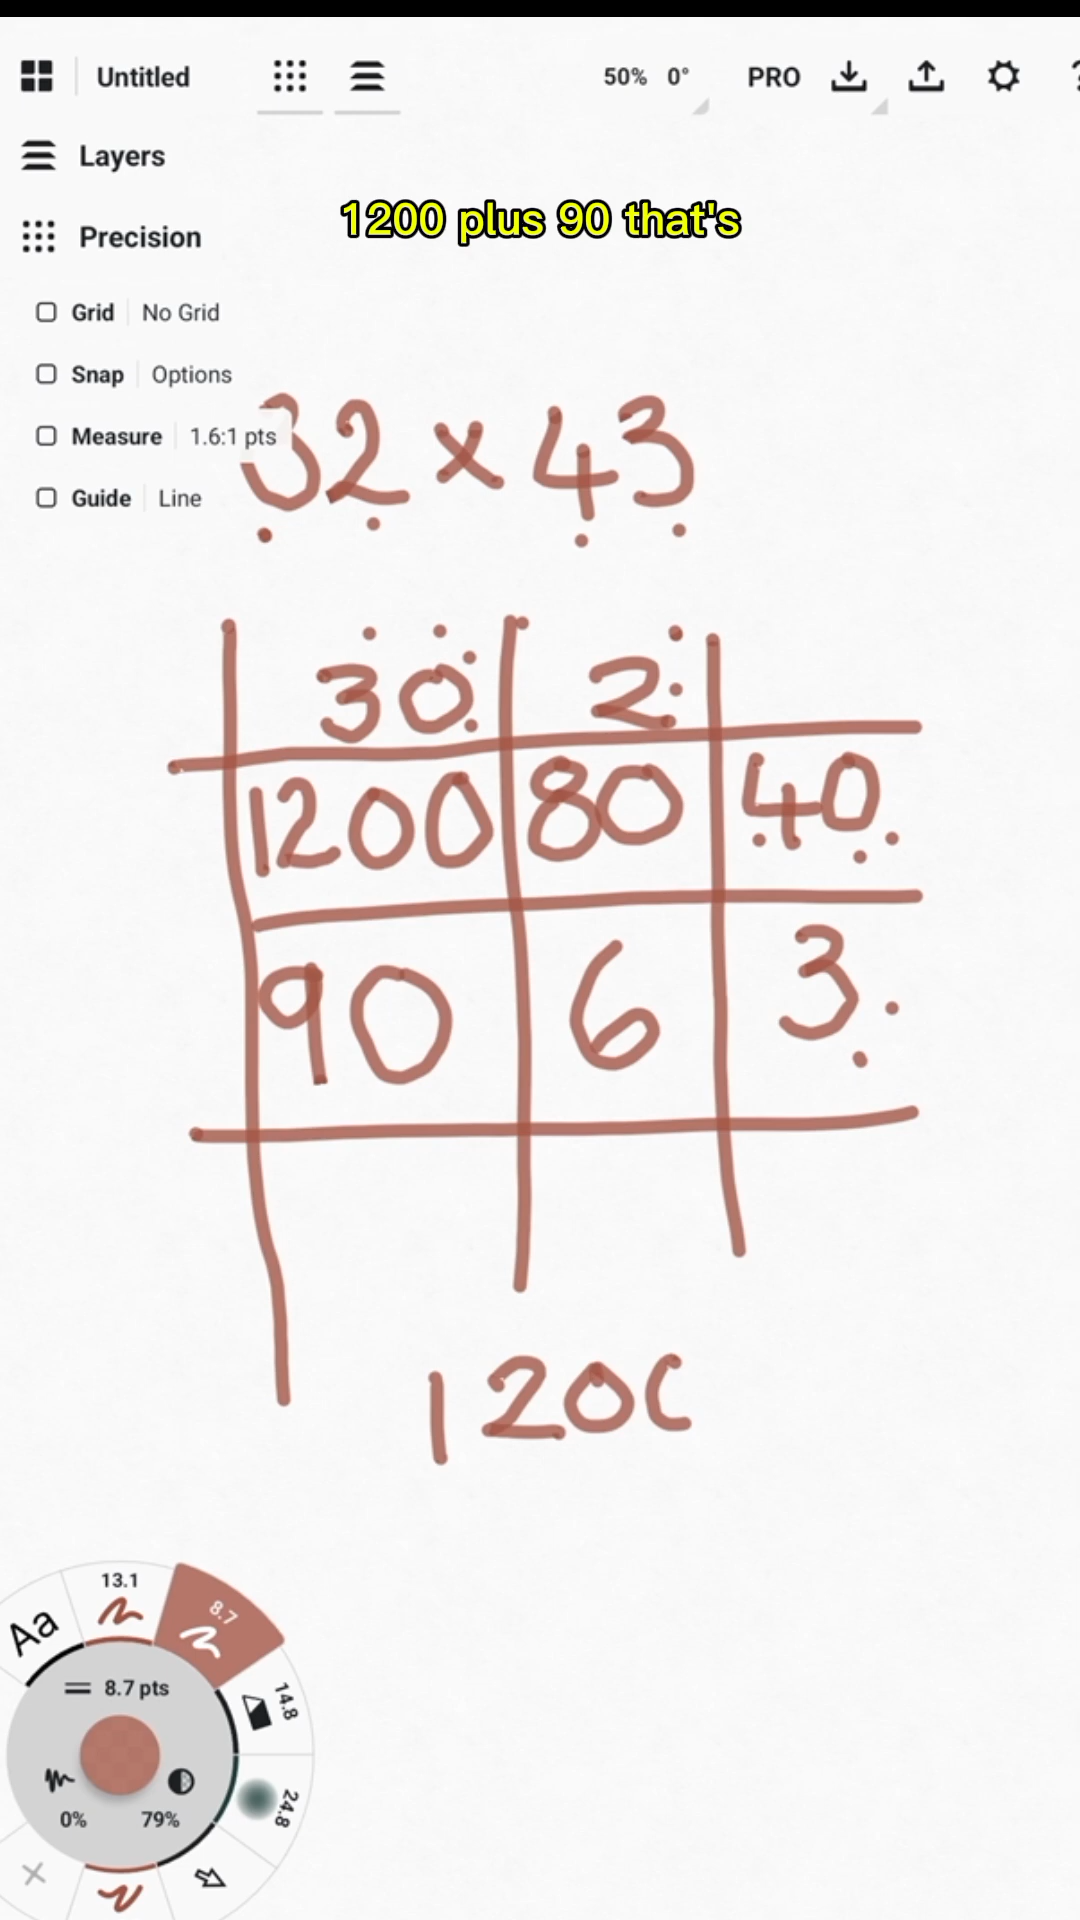 Untitled 50% 0° PRO ?
Layers
Precision
1200 plus 90 that's
Grid No Grid
Snap Options
Measure 1.6:1 pts
Guide Line
32 x 43
30 2
1200 80 40
90 6 3
120
13.1
8.7
Aa
8.7 pts
14.8
0% 79%
24.8